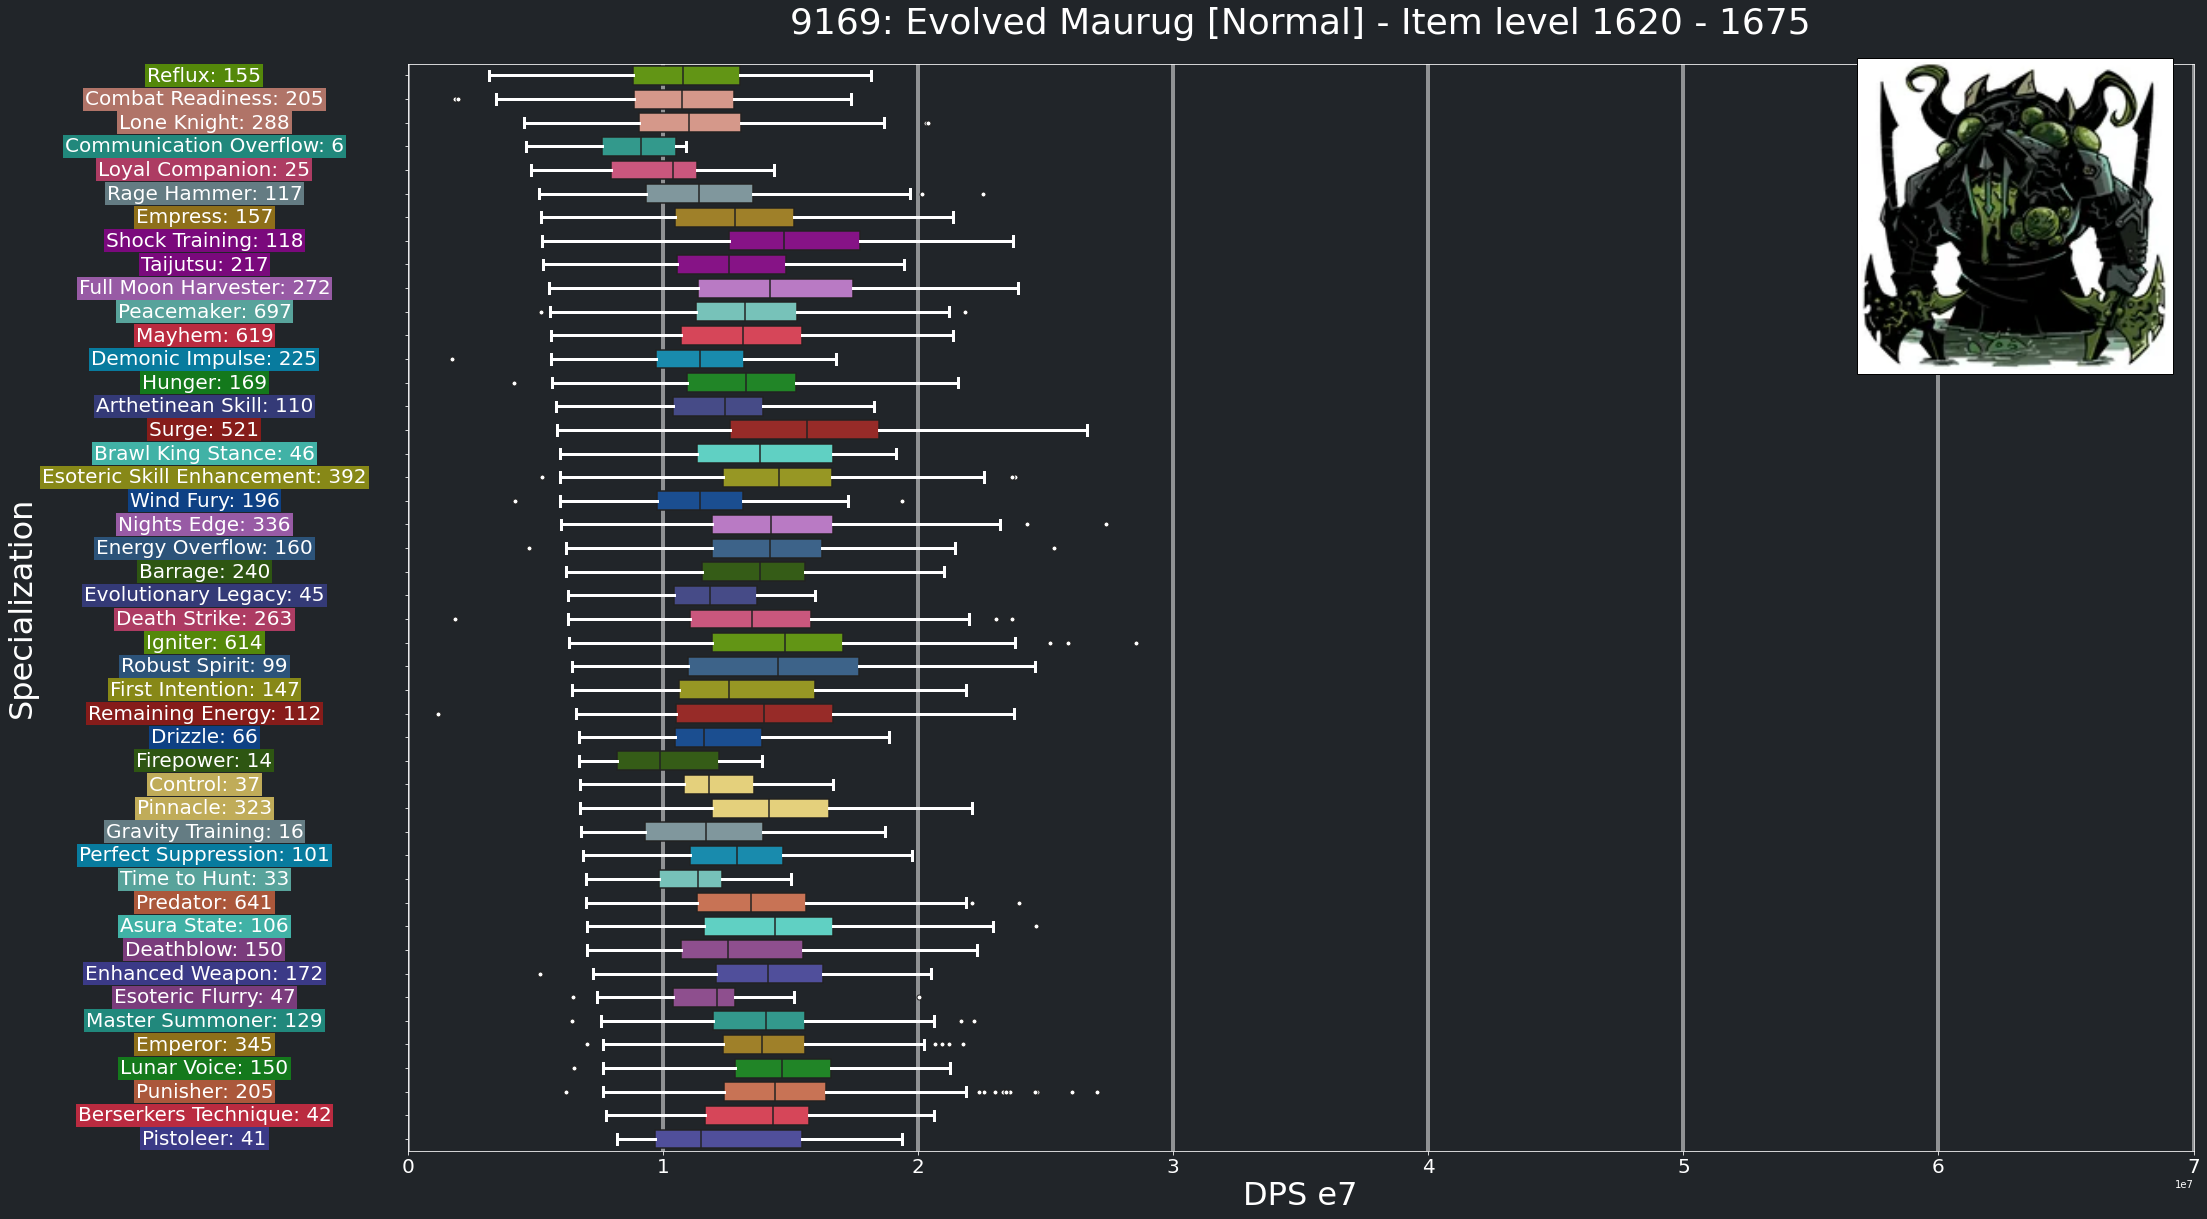 9169: Evolved Maurug [Normal] - Item level 1620 - 1675
Specialization
Reflux: 155
Combat Readiness: 205
Lone Knight: 288
Communication Overflow: 6
Loyal Companion: 25
Rage Hammer: 117
Empress: 157
Shock Training: 118
Taijutsu: 217
Full Moon Harvester: 272
Peacemaker: 697
Mayhem: 619
Demonic Impulse: 225
Hunger: 169
Arthetinean Skill: 110
Surge: 521
Brawl King Stance: 46
Esoteric Skill Enhancement: 392
Wind Fury: 196
Nights Edge: 336
Energy Overflow: 160
Barrage: 240
Evolutionary Legacy: 45
Death Strike: 263
Igniter: 614
Robust Spirit: 99
First Intention: 147
Remaining Energy: 112
Drizzle: 66
Firepower: 14
Control: 37
Pinnacle: 323
Gravity Training: 16
Perfect Suppression: 101
Time to Hunt: 33
Predator: 641
Asura State: 106
Deathblow: 150
Enhanced Weapon: 172
Esoteric Flurry: 47
Master Summoner: 129
Emperor: 345
Lunar Voice: 150
Punisher: 205
Berserkers Technique: 42
Pistoleer: 41
0 1 2 3 4 5 6 7
1e7
DPS e7